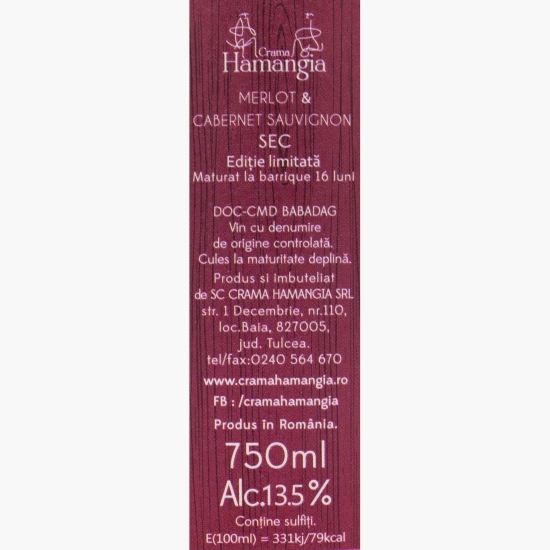 Crama
Hamangia
MERLOT &
CABERNET SAUVIGNON
SEC
Ediție limitată
Maturat la barrique 16 luni
DOC-CMD BABADAG
Vin cu denumire
de origine controlată.
Cules la maturitate deplină.
Produs si imbuteliat
de SC CRAMA HAMANGIA SRL
str. 1 Decembrie, nr.110,
loc.Baia, 827005,
jud. Tulcea.
tel/fax:0240 564 670
www.cramahamangia.ro
FB : /cramahamangia
Produs în România.
750ml
Alc.13.5%
Conține sulfiți.
E(100ml) = 331kj/79kcal